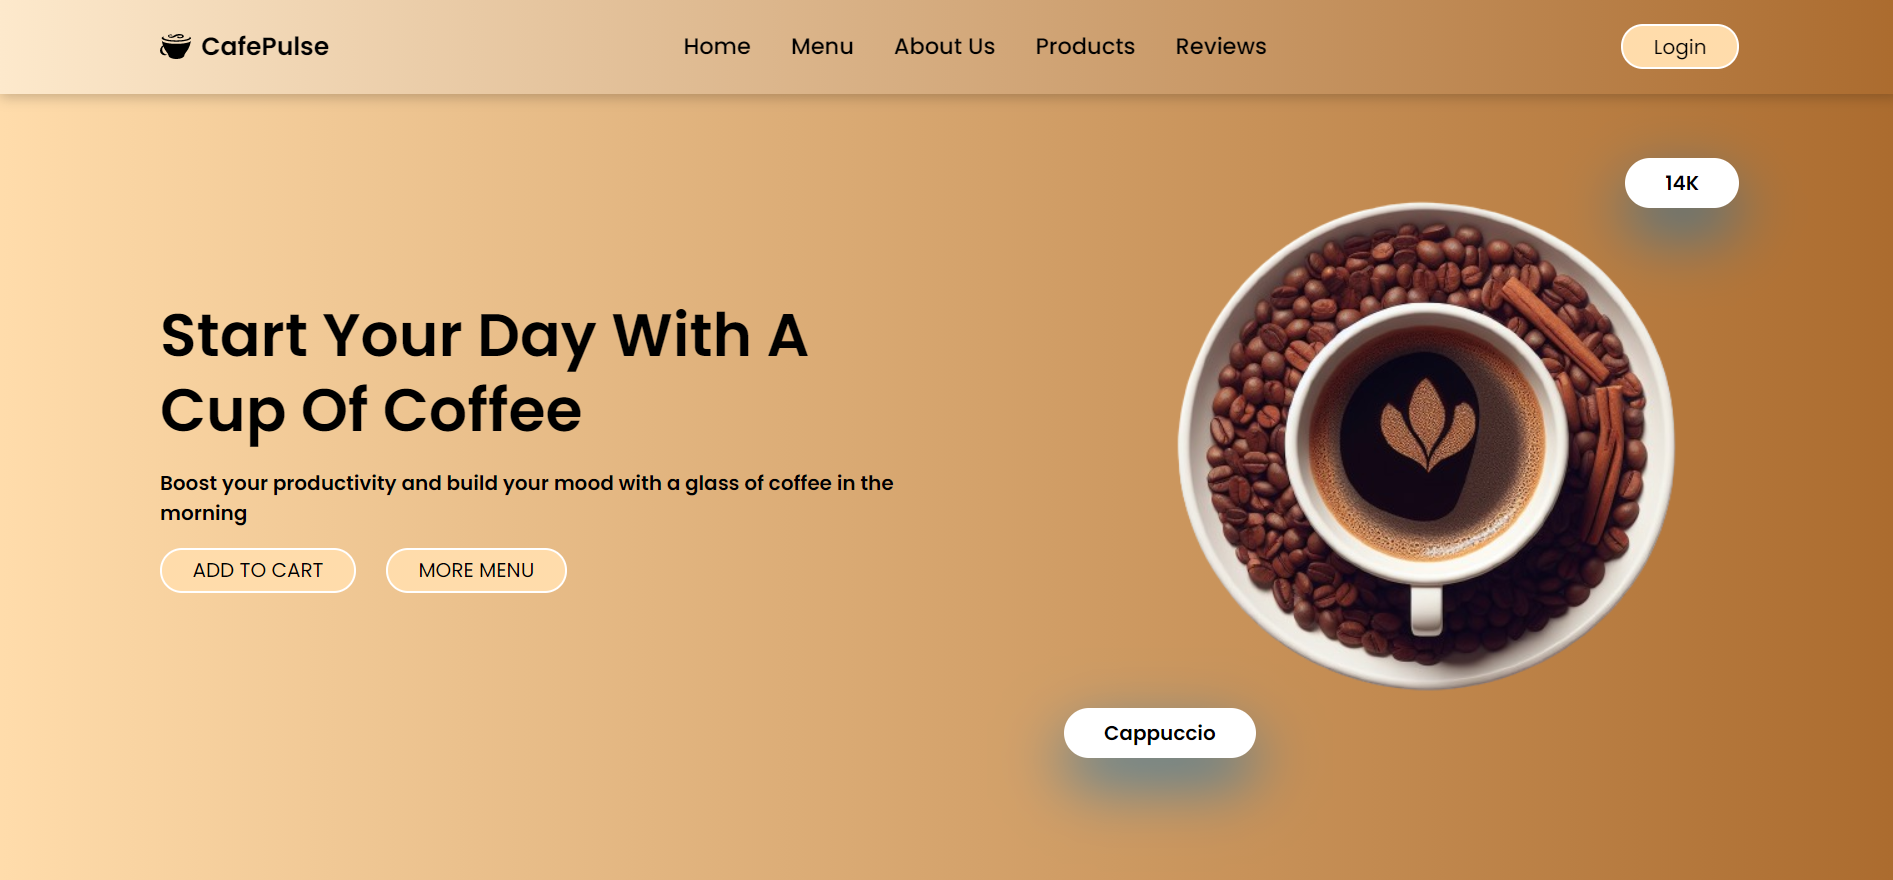 CafePulse
Home
Menu
About Us
Products
Reviews
Login
14K
Start Your Day With A
Cup Of Coffee
Boost your productivity and build your mood with a glass of coffee in the
morning
ADD TO CART
MORE MENU
Cappuccio